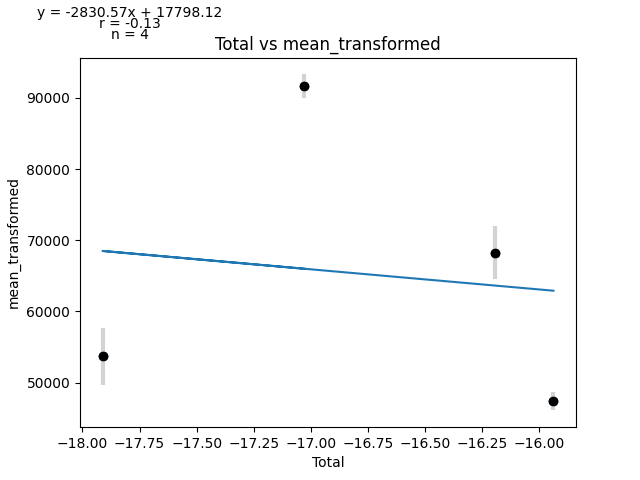 y = -2830.57x + 17798.12
r = -0.13
n = 4
Total vs mean_transformed
mean_transformed
90000
80000
70000
60000
50000
−18.00 −17.75 −17.50 −17.25 −17.00 −16.75 −16.50 −16.25 −16.00
Total